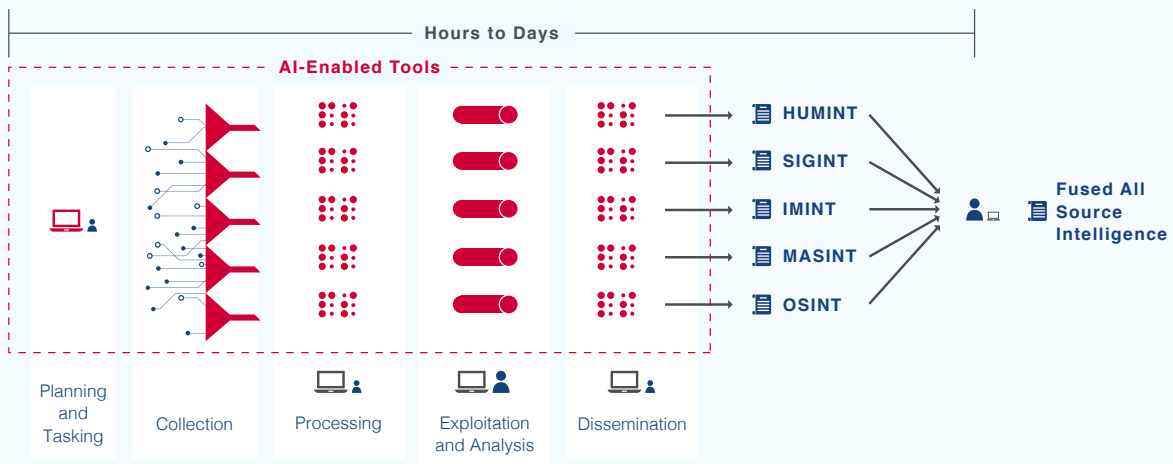 Hours to Days
AI-Enabled Tools
HUMINT
SIGINT
IMINT
MASINT
OSINT
Fused All
Source
Intelligence
Planning
and
Tasking
Collection
Processing
Exploitation
and Analysis
Dissemination